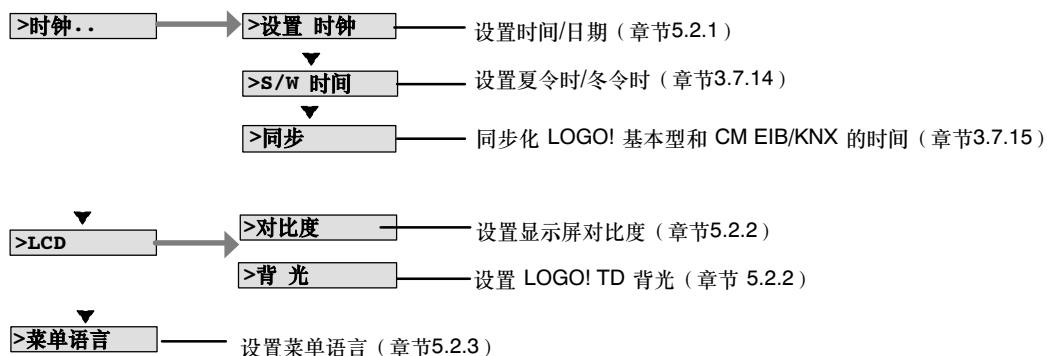 >时钟..
>设置 时钟
设置时间/日期（章节5.2.1）
>S/W 时间
设置夏令时/冬令时（章节3.7.14）
>同步
同步化 LOGO! 基本型和 CM EIB/KNX 的时间（章节3.7.15）
>LCD
>对比度
设置显示屏对比度（章节5.2.2）
>背 光
设置 LOGO! TD 背光（章节 5.2.2）
>菜单语言
设置菜单语言（章节5.2.3）